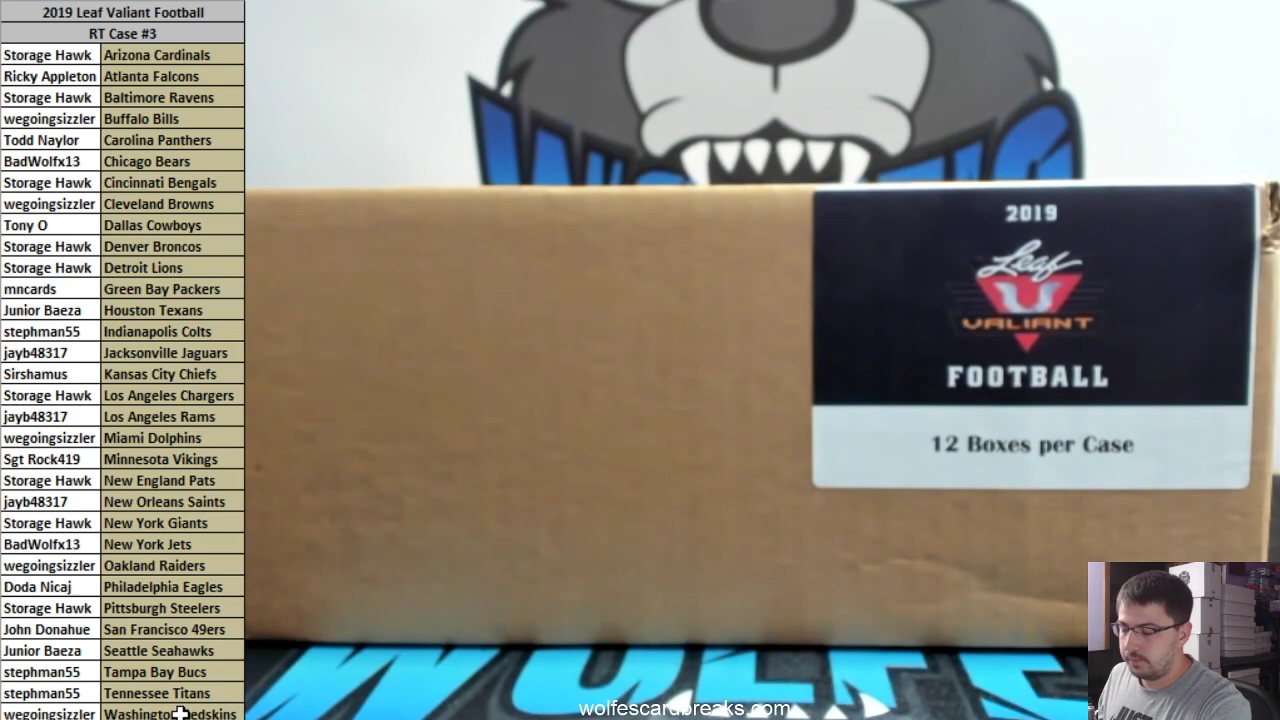 2019 Leaf Valiant Football
RT Case #3
Storage Hawk Arizona Cardinals
Ricky Appleton Atlanta Falcons
Storage Hawk Baltimore Ravens
wegoingsizzler Buffalo Bills
Todd Naylor Carolina Panthers
BadWolfx13 Chicago Bears
Storage Hawk Cincinnati Bengals
wegoingsizzler Cleveland Browns
Tony O Dallas Cowboys
Storage Hawk Denver Broncos
Storage Hawk Detroit Lions
mncards Green Bay Packers
Junior Baeza Houston Texans
stephman55 Indianapolis Colts
jayb48317 Jacksonville Jaguars
Sirshamus Kansas City Chiefs
Storage Hawk Los Angeles Chargers
jayb48317 Los Angeles Rams
wegoingsizzler Miami Dolphins
Sgt Rock419 Minnesota Vikings
Storage Hawk New England Pats
jayb48317 New Orleans Saints
Storage Hawk New York Giants
BadWolfx13 New York Jets
wegoingsizzler Oakland Raiders
Doda Nicaj Philadelphia Eagles
Storage Hawk Pittsburgh Steelers
John Donahue San Francisco 49ers
Junior Baeza Seattle Seahawks
stephman55 Tampa Bay Bucs
stephman55 Tennessee Titans
wegoingsizzler Washington Redskins
2019
Leaf
VALIANT
FOOTBALL
12 Boxes per Case
WOLFE
wolfescardbreaks.com